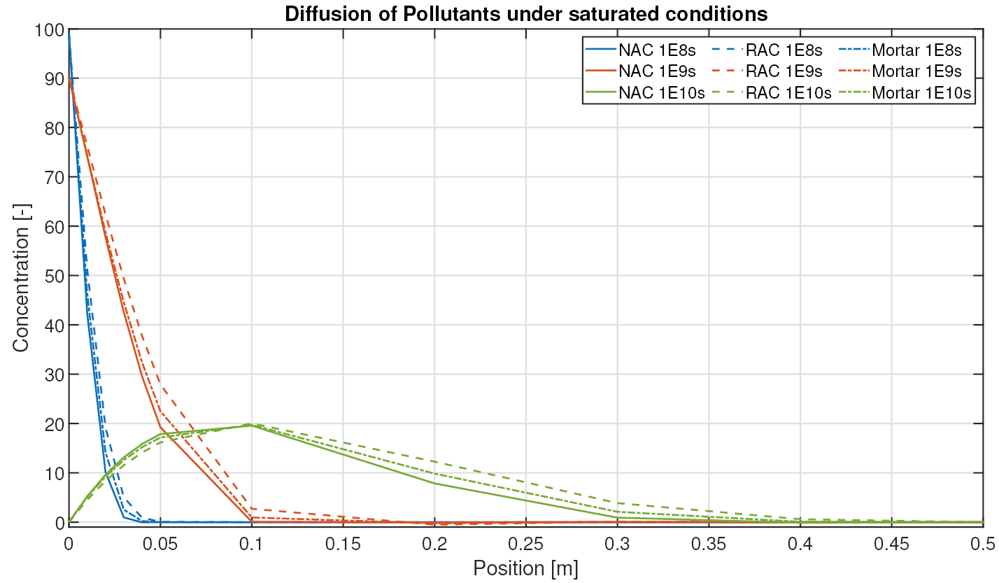 Diffusion of Pollutants under saturated conditions
NAC 1E8s RAC 1E8s Mortar 1E8s
NAC 1E9s RAC 1E9s Mortar 1E9s
NAC 1E10s RAC 1E10s Mortar 1E10s
100
90
80
70
60
50
40
30
20
10
0
Concentration [-]
0 0.05 0.1 0.15 0.2 0.25 0.3 0.35 0.4 0.45 0.5
Position [m]